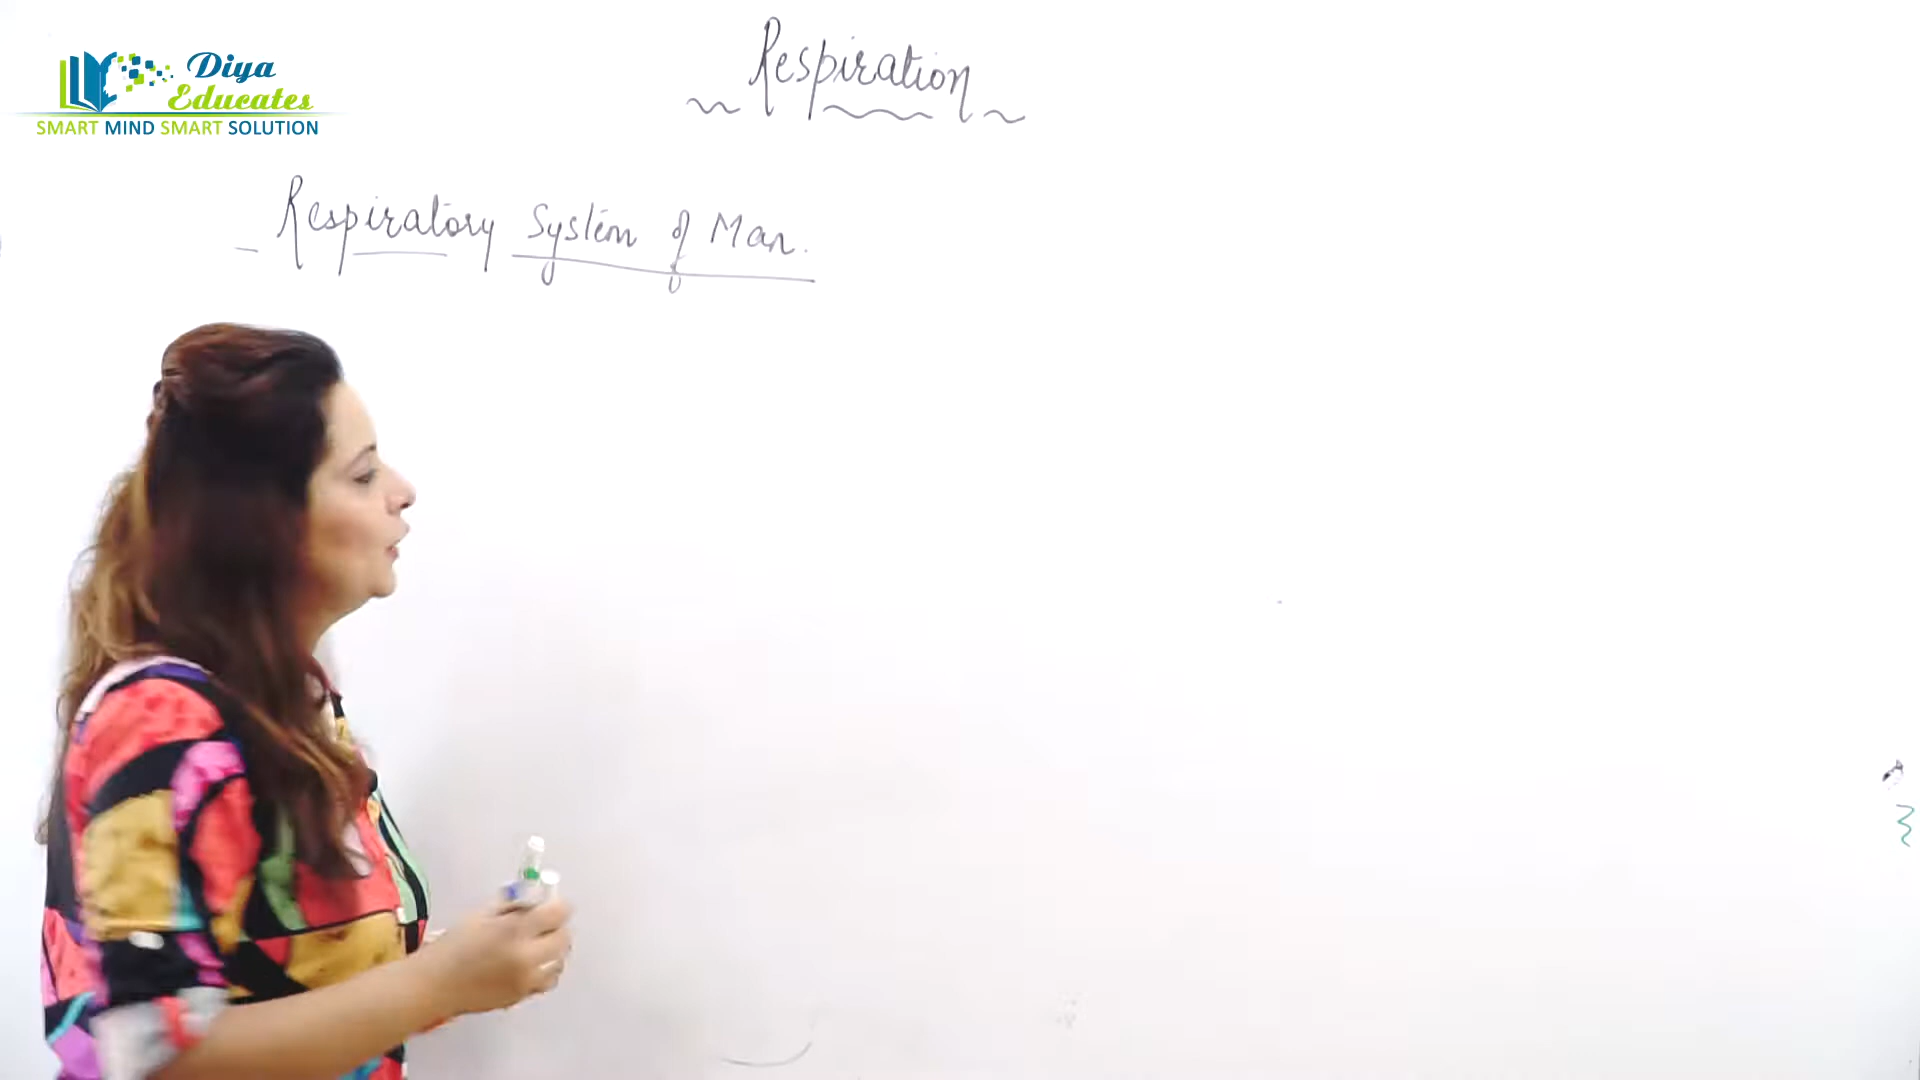 Diya
Educates
SMART MIND SMART SOLUTION
Respiration
Respiratory System of Man.